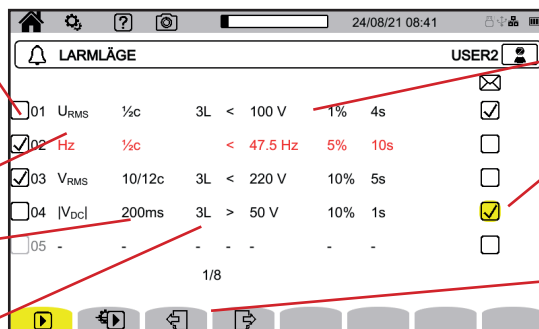 24/08/21 08:41
LARMLÄGE USER2
01 URMS ½c 3L < 100 V 1% 4s
02 Hz ½c < 47.5 Hz 5% 10s
03 VRMS 10/12c 3L < 220 V 10% 5s
04 |VDC| 200ms 3L > 50 V 10% 1s
05 - - - - - - -
1/8